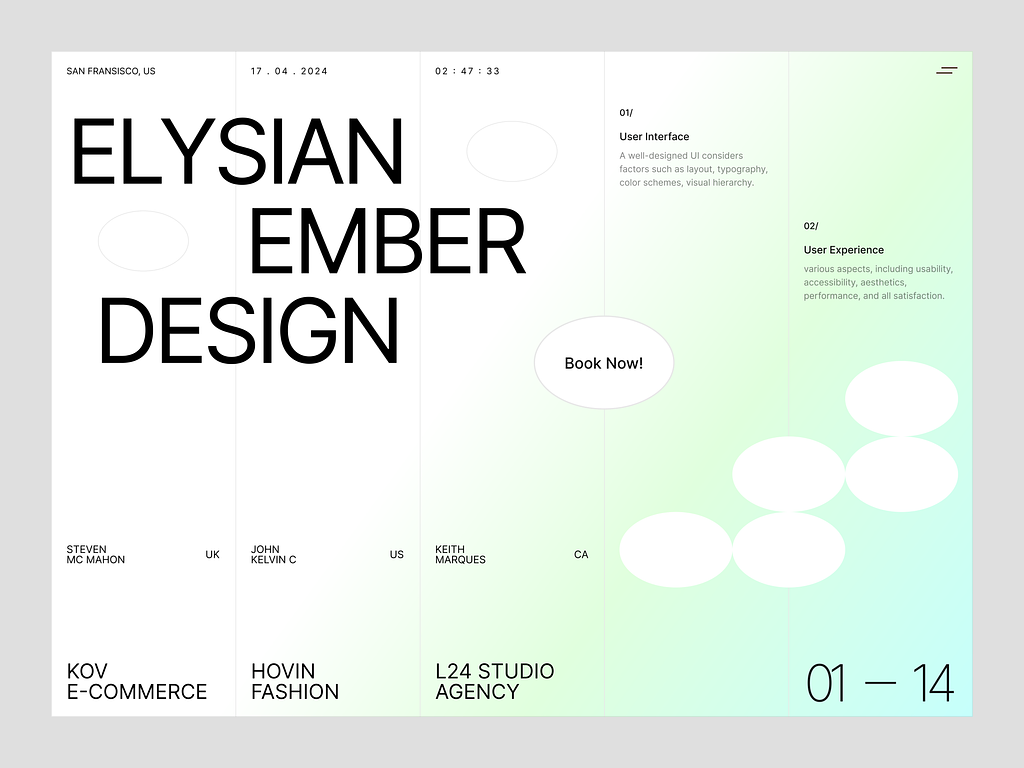 SAN FRANSISCO, US
17 . 04 . 2024
02 : 47 : 33
ELYSIAN
EMBER
DESIGN
01/
User Interface
A well-designed UI considers
factors such as layout, typography,
color schemes, visual hierarchy.
02/
User Experience
various aspects, including usability,
accessibility, aesthetics,
performance, and all satisfaction.
Book Now!
STEVEN
MC MAHON
UK
JOHN
KELVIN C
US
KEITH
MARQUES
CA
KOV
E-COMMERCE
HOVIN
FASHION
L24 STUDIO
AGENCY
01 — 14